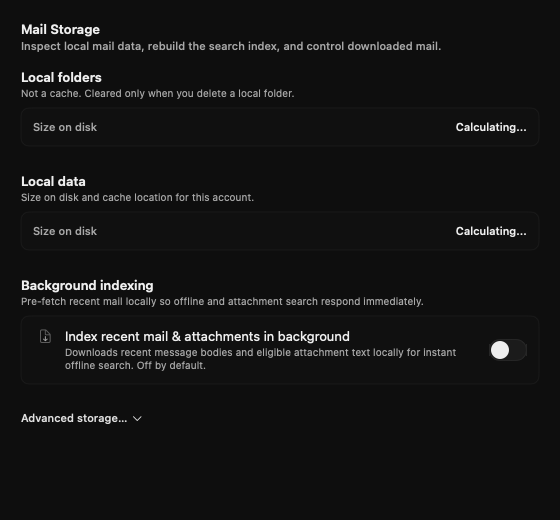 Mail Storage
Inspect local mail data, rebuild the search index, and control downloaded mail.
Local folders
Not a cache. Cleared only when you delete a local folder.
Size on disk Calculating...
Local data
Size on disk and cache location for this account.
Size on disk Calculating...
Background indexing
Pre-fetch recent mail locally so offline and attachment search respond immediately.
Index recent mail & attachments in background
Downloads recent message bodies and eligible attachment text locally for instant
offline search. Off by default.
Advanced storage...